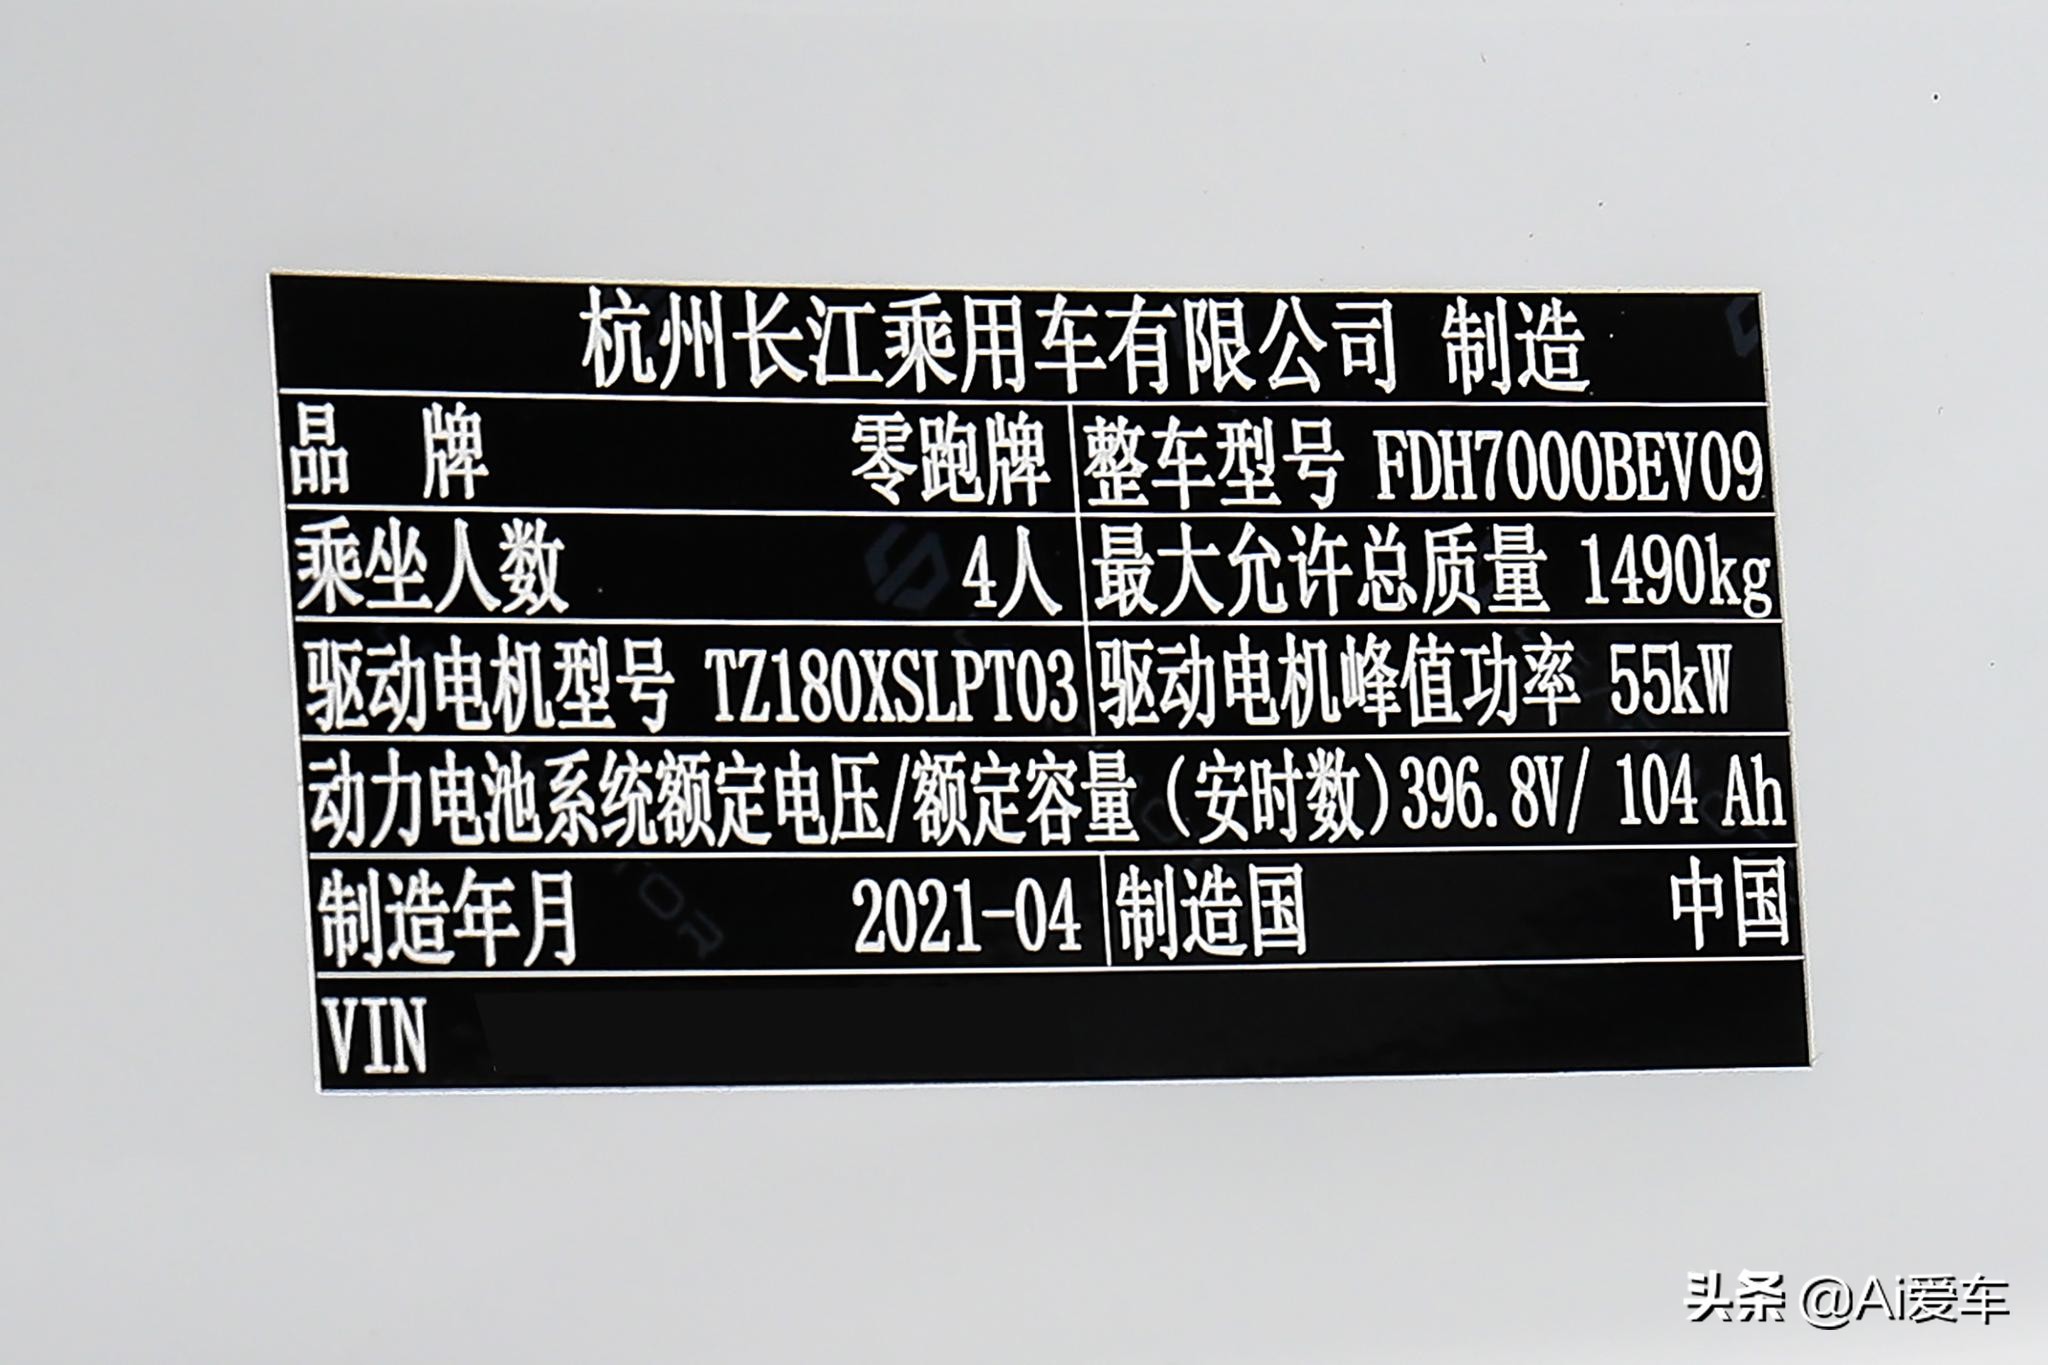 杭州长江乘用车有限公司 制造
品 牌 零跑牌 整车型号 FDH7000BEV09
乘坐人数 4人 最大允许总质量 1490kg
驱动电机型号 TZ180XSLPT03 驱动电机峰值功率 55kW
动力电池系统额定电压/额定容量(安时数)396.8V/ 104 Ah
制造年月 2021-04 制造国 中国
VIN
头条 @Ai爱车